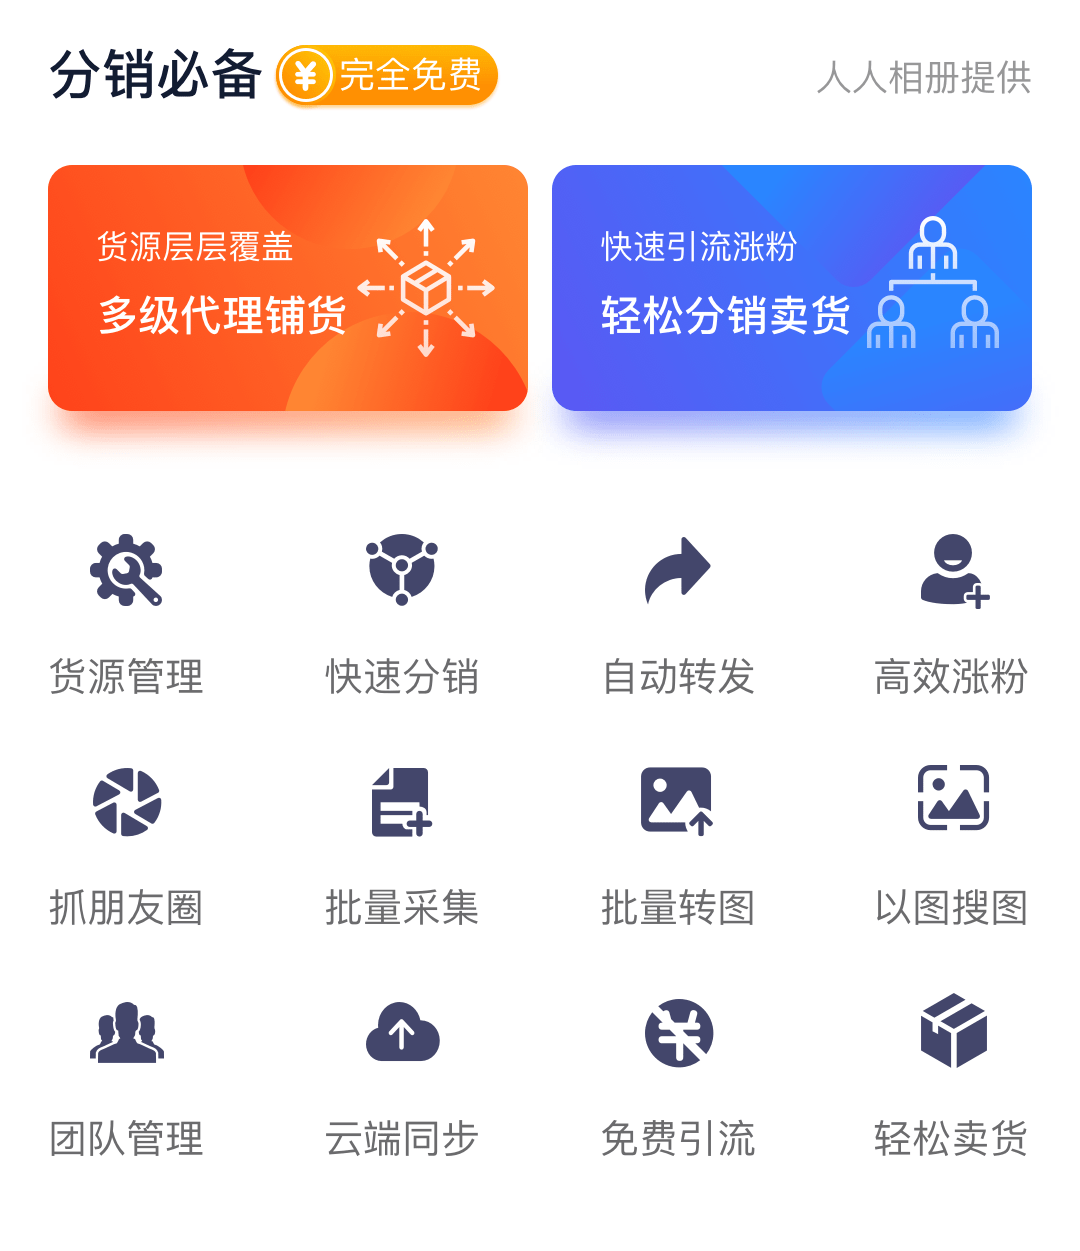 分销必备 完全免费 人人相册提供
货源层层覆盖
多级代理铺货
快速引流涨粉
轻松分销卖货
货源管理 快速分销 自动转发 高效涨粉
抓朋友圈 批量采集 批量转图 以图搜图
团队管理 云端同步 免费引流 轻松卖货